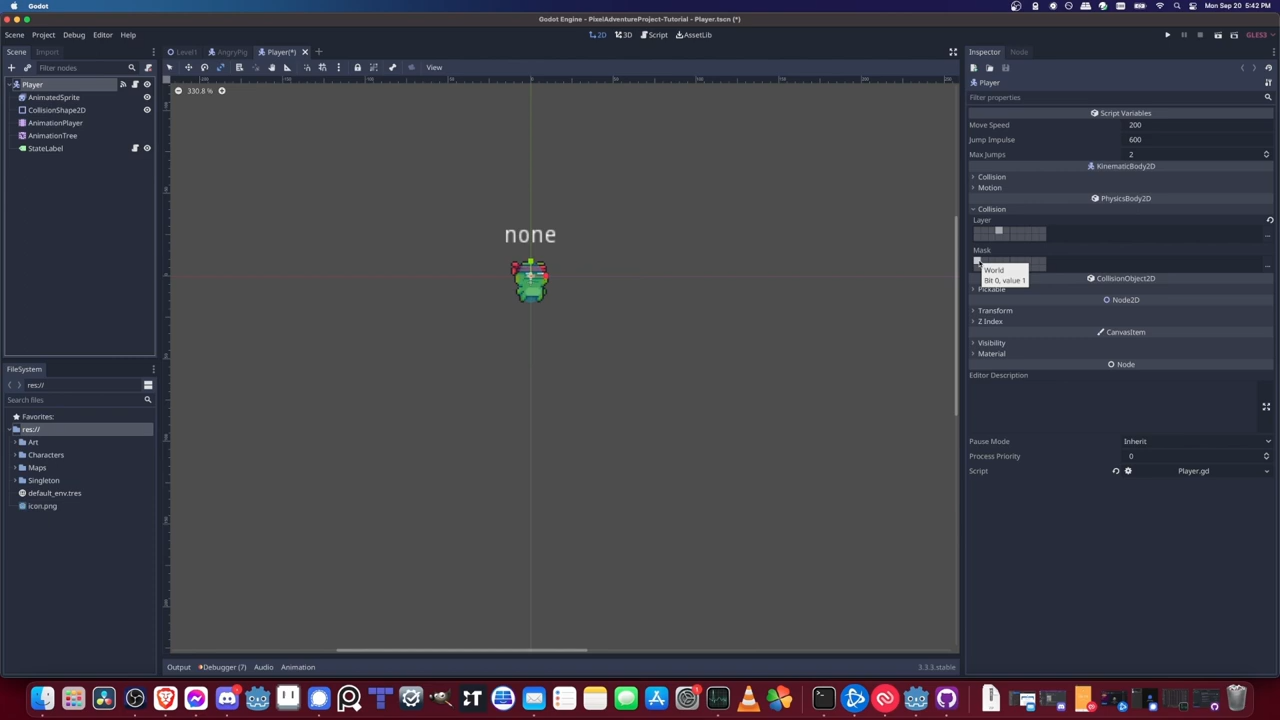 Godot
Mon Sep 20 5:42 PM
Godot Engine - PixelAdventureProject-Tutorial - Player.tscn (*)
Scene Project Debug Editor Help
2D 3D Script AssetLib
GLES3
Scene Import
Level1 AngryPig Player(*)
Inspector Node
Filter nodes
View
Player
AnimatedSprite
CollisionShape2D
AnimationPlayer
AnimationTree
StateLabel
330.8 %
none
Player
Filter properties
Script Variables
Move Speed 200
Jump Impulse 600
Max Jumps 2
KinematicBody2D
Collision
Motion
PhysicsBody2D
Collision
Layer
Mask
World
Bit 0, value 1
CollisionObject2D
Pickable
Node2D
Transform
Z Index
CanvasItem
Visibility
Material
Node
Editor Description
Pause Mode Inherit
Process Priority 0
Script Player.gd
FileSystem
res://
Search files
Favorites:
res://
Art
Characters
Maps
Singleton
default_env.tres
icon.png
Output Debugger (7) Audio Animation
3.3.3.stable